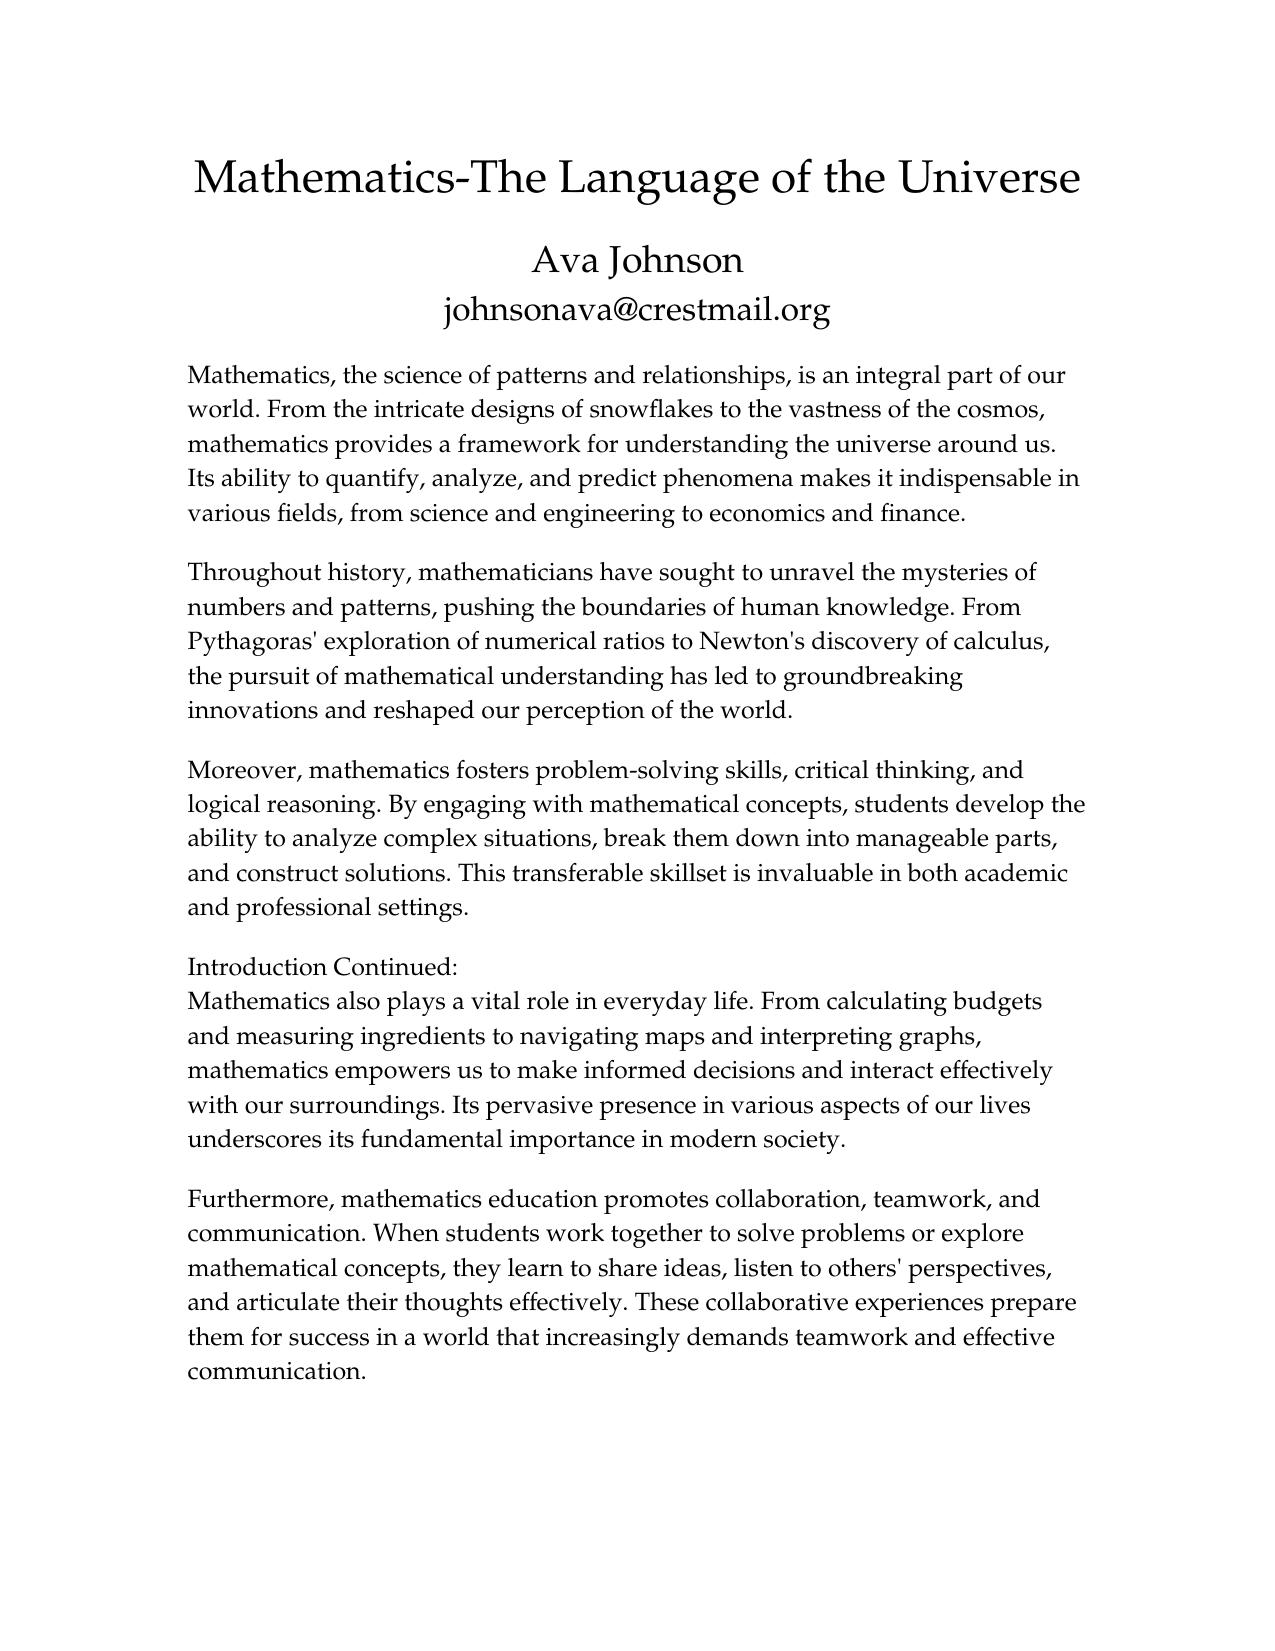 Mathematics-The Language of the Universe
Ava Johnson
johnsonava@crestmail.org
Mathematics, the science of patterns and relationships, is an integral part of our
world. From the intricate designs of snowflakes to the vastness of the cosmos,
mathematics provides a framework for understanding the universe around us.
Its ability to quantify, analyze, and predict phenomena makes it indispensable in
various fields, from science and engineering to economics and finance.
Throughout history, mathematicians have sought to unravel the mysteries of
numbers and patterns, pushing the boundaries of human knowledge. From
Pythagoras' exploration of numerical ratios to Newton's discovery of calculus,
the pursuit of mathematical understanding has led to groundbreaking
innovations and reshaped our perception of the world.
Moreover, mathematics fosters problem-solving skills, critical thinking, and
logical reasoning. By engaging with mathematical concepts, students develop the
ability to analyze complex situations, break them down into manageable parts,
and construct solutions. This transferable skillset is invaluable in both academic
and professional settings.
Introduction Continued:
Mathematics also plays a vital role in everyday life. From calculating budgets
and measuring ingredients to navigating maps and interpreting graphs,
mathematics empowers us to make informed decisions and interact effectively
with our surroundings. Its pervasive presence in various aspects of our lives
underscores its fundamental importance in modern society.
Furthermore, mathematics education promotes collaboration, teamwork, and
communication. When students work together to solve problems or explore
mathematical concepts, they learn to share ideas, listen to others' perspectives,
and articulate their thoughts effectively. These collaborative experiences prepare
them for success in a world that increasingly demands teamwork and effective
communication.